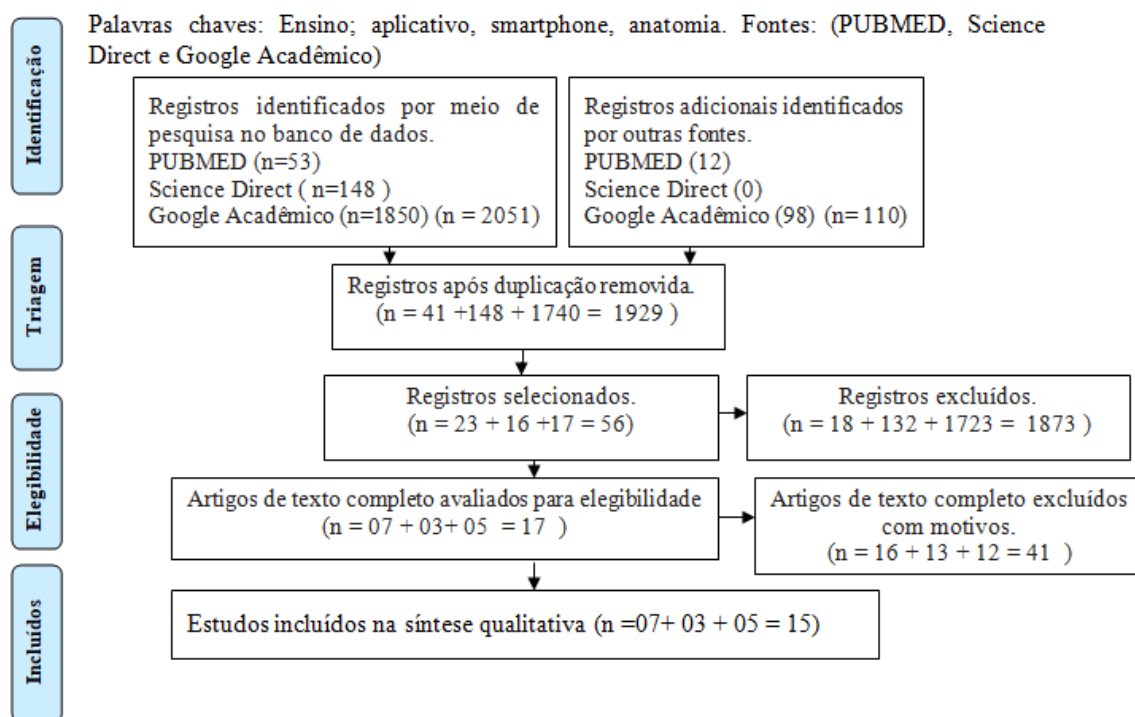 Palavras chaves: Ensino; aplicativo, smartphone, anatomia. Fontes: (PUBMED, Science
Direct e Google Acadêmico)
Identificação
Registros identificados por meio de
pesquisa no banco de dados.
PUBMED (n=53)
Science Direct ( n=148 )
Google Acadêmico (n=1850) (n = 2051)
Registros adicionais identificados
por outras fontes.
PUBMED (12)
Science Direct (0)
Google Acadêmico (98) (n= 110)
Triagem
Registros após duplicação removida.
(n = 41 +148 + 1740 = 1929 )
Registros selecionados.
(n = 23 + 16 +17 = 56)
Registros excluídos.
(n = 18 + 132 + 1723 = 1873 )
Elegibilidade
Artigos de texto completo avaliados para elegibilidade
(n = 07 + 03+ 05 = 17 )
Artigos de texto completo excluídos
com motivos.
(n = 16 + 13 + 12 = 41 )
Incluídos
Estudos incluídos na síntese qualitativa (n =07+ 03 + 05 = 15)